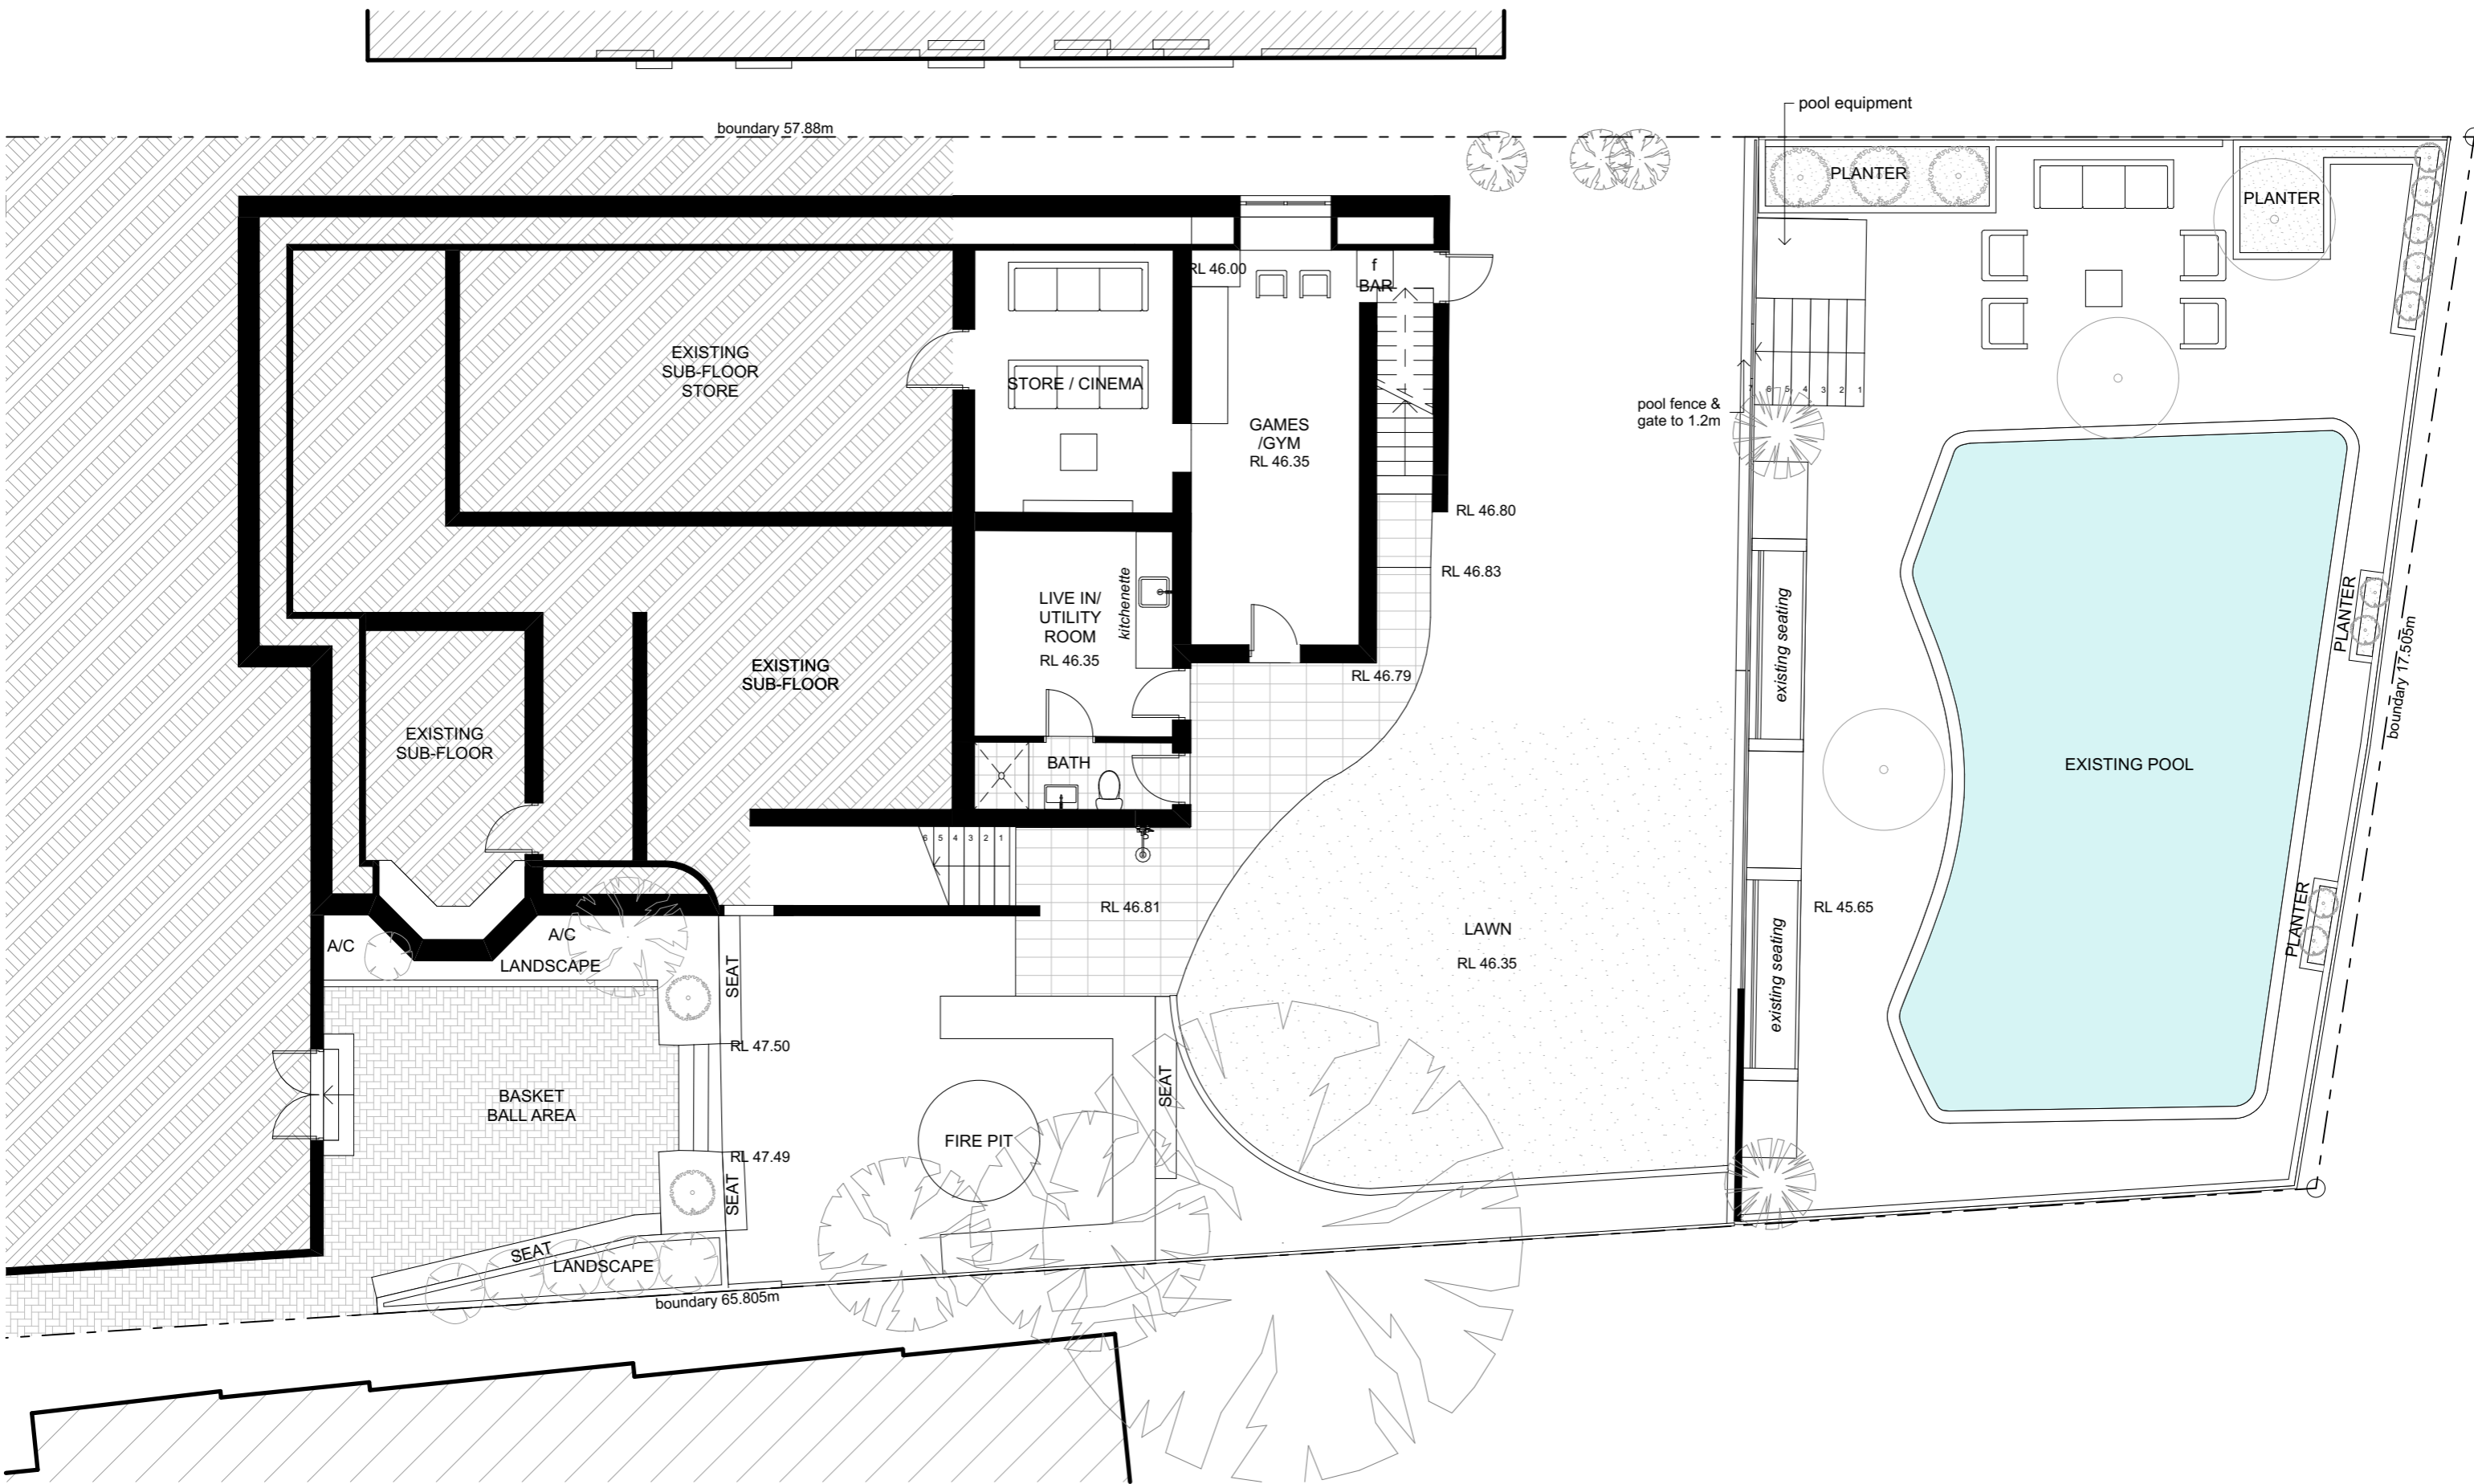 boundary 57.88m
pool equipment
PLANTER
PLANTER
RL 46.00
f
BAR
EXISTING
SUB-FLOOR
STORE
STORE / CINEMA
GAMES
/GYM
RL 46.35
pool fence &
gate to 1.2m
7 6 5 4 3 2 1
RL 46.80
RL 46.83
kitchenette
LIVE IN/
UTILITY
ROOM
RL 46.35
existing seating
PLANTER
boundary 17.505m
EXISTING
SUB-FLOOR
RL 46.79
EXISTING
SUB-FLOOR
BATH
EXISTING POOL
6 5 4 3 2 1
RL 46.81
RL 45.65
PLANTER
LAWN
RL 46.35
existing seating
A/C
A/C
LANDSCAPE
SEAT
RL 47.50
BASKET
BALL AREA
SEAT
FIRE PIT
RL 47.49
SEAT
SEAT
LANDSCAPE
boundary 65.805m